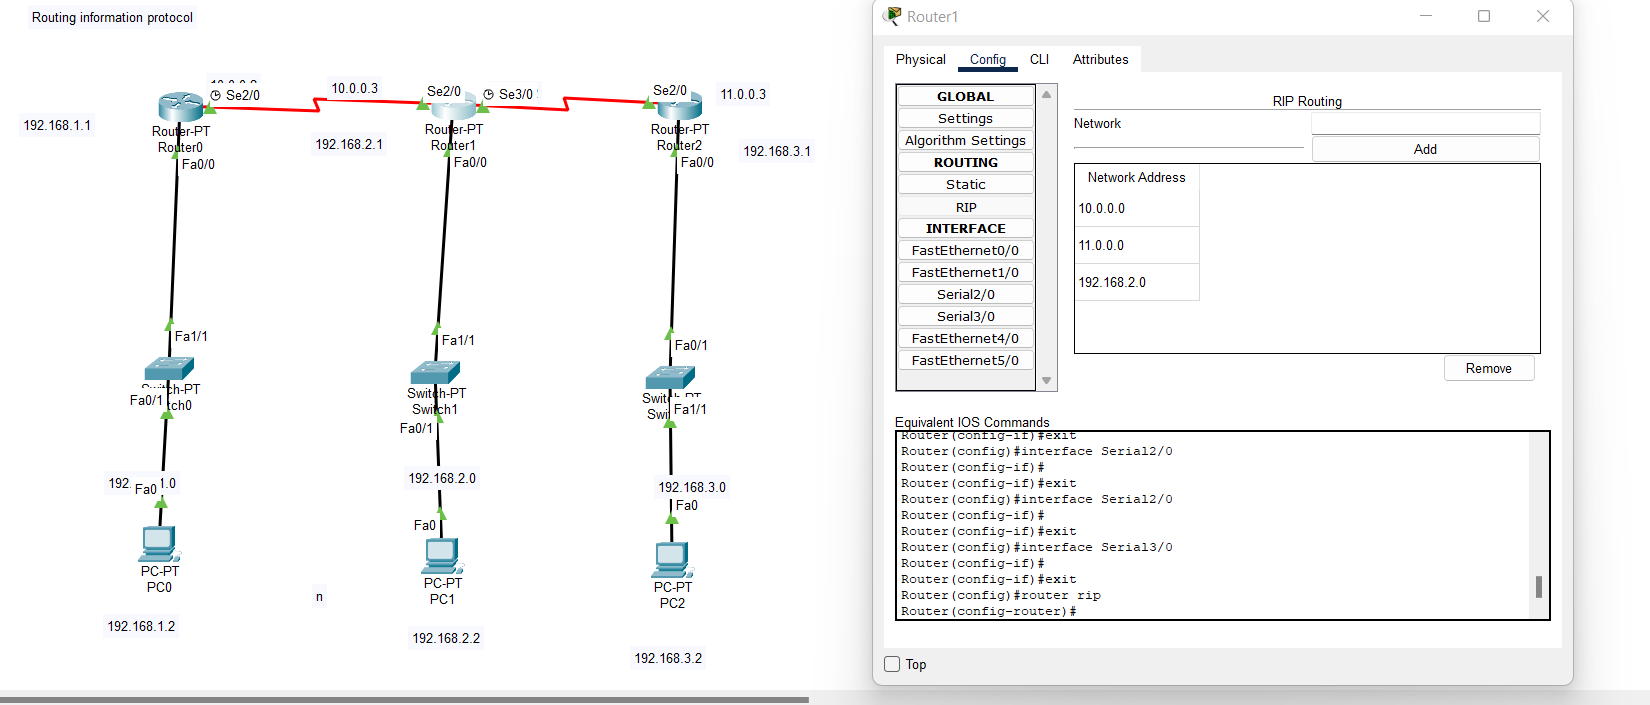 Routing information protocol
Se2/0
10.0.0.3
Se2/0
Se3/0
Se2/0
11.0.0.3
192.168.1.1
Router-PT
Router0
Fa0/0
192.168.2.1
Router-PT
Router1
Fa0/0
Router-PT
Router2
Fa0/0
192.168.3.1
Fa1/1
Fa1/1
Fa0/1
Switch-PT
Fa0/1
tch0
Switch-PT
Switch1
Fa0/1
Fa1/1
192.
1.0
Fa0
192.168.2.0
192.168.3.0
Fa0
Fa0
PC-PT
PC0
PC-PT
PC1
PC-PT
PC2
n
192.168.1.2
192.168.2.2
192.168.3.2
Router1
Physical
Config
CLI
Attributes
GLOBAL
Settings
Algorithm Settings
ROUTING
Static
RIP
INTERFACE
FastEthernet0/0
FastEthernet1/0
Serial2/0
Serial3/0
FastEthernet4/0
FastEthernet5/0
RIP Routing
Network
Add
Network Address
10.0.0.0
11.0.0.0
192.168.2.0
Remove
Equivalent IOS Commands
Router(config-if)#exit
Router(config)#interface Serial2/0
Router(config-if)#
Router(config-if)#exit
Router(config)#interface Serial2/0
Router(config-if)#
Router(config-if)#exit
Router(config)#interface Serial3/0
Router(config-if)#
Router(config-if)#exit
Router(config)#router rip
Router(config-router)#
Top